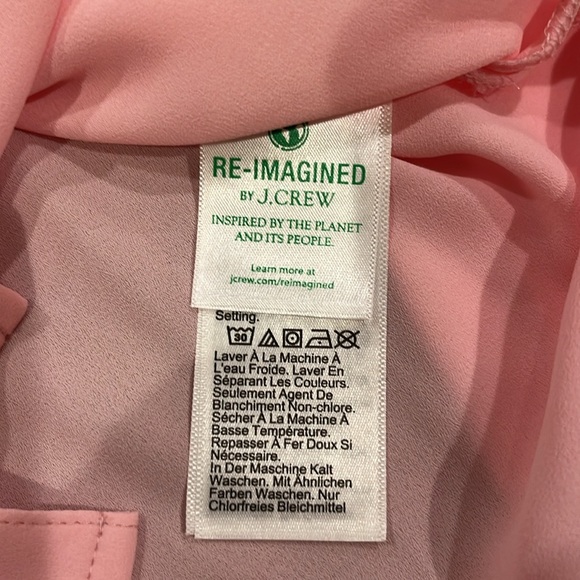 RE-IMAGINED
BY J.CREW
INSPIRED BY THE PLANET
AND ITS PEOPLE.
Learn more at
jcrew.com/reimagined
Setting.
30
Laver À La Machine À
L'eau Froide. Laver En
Séparant Les Couleurs.
Seulement Agent De
Blanchiment Non-chlore.
Sécher À La Machine À
Basse Température.
Repasser À Fer Doux Si
Nécessaire.
In Der Maschine Kalt
Waschen. Mit Ähnlichen
Farben Waschen. Nur
Chlorfreies Bleichmittel